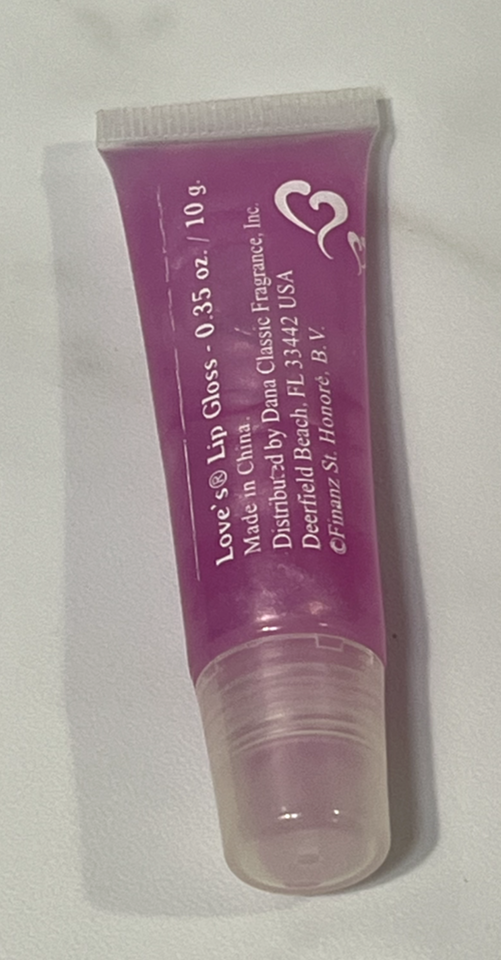 Love's® Lip Gloss - 0.35 oz. / 10 g.
Made in China.
Distributed by Dana Classic Fragrance, Inc.
Deerfield Beach, FL 33442 USA
©Finanz St. Honoré, B.V.